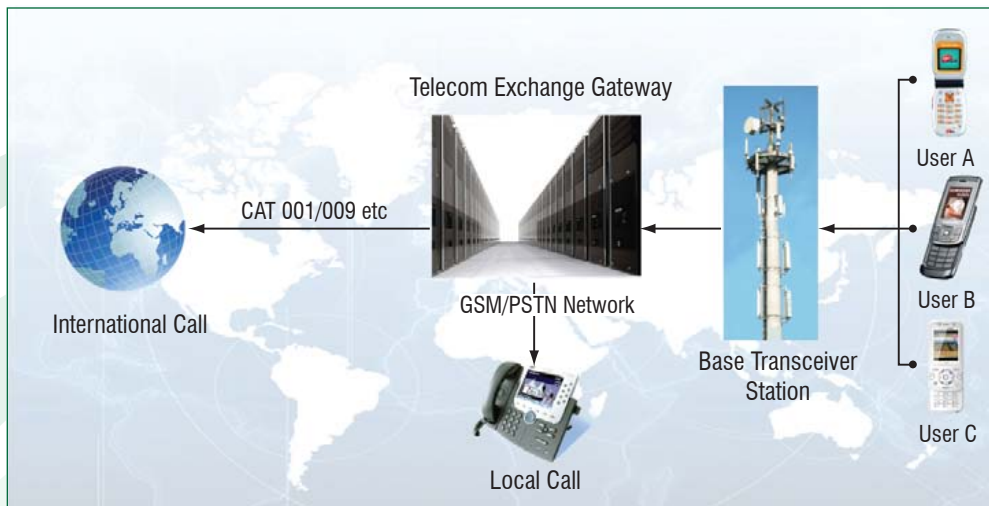 Telecom Exchange Gateway
User A
CAT 001/009 etc
User B
GSM/PSTN Network
International Call
Base Transceiver
Station
User C
Local Call